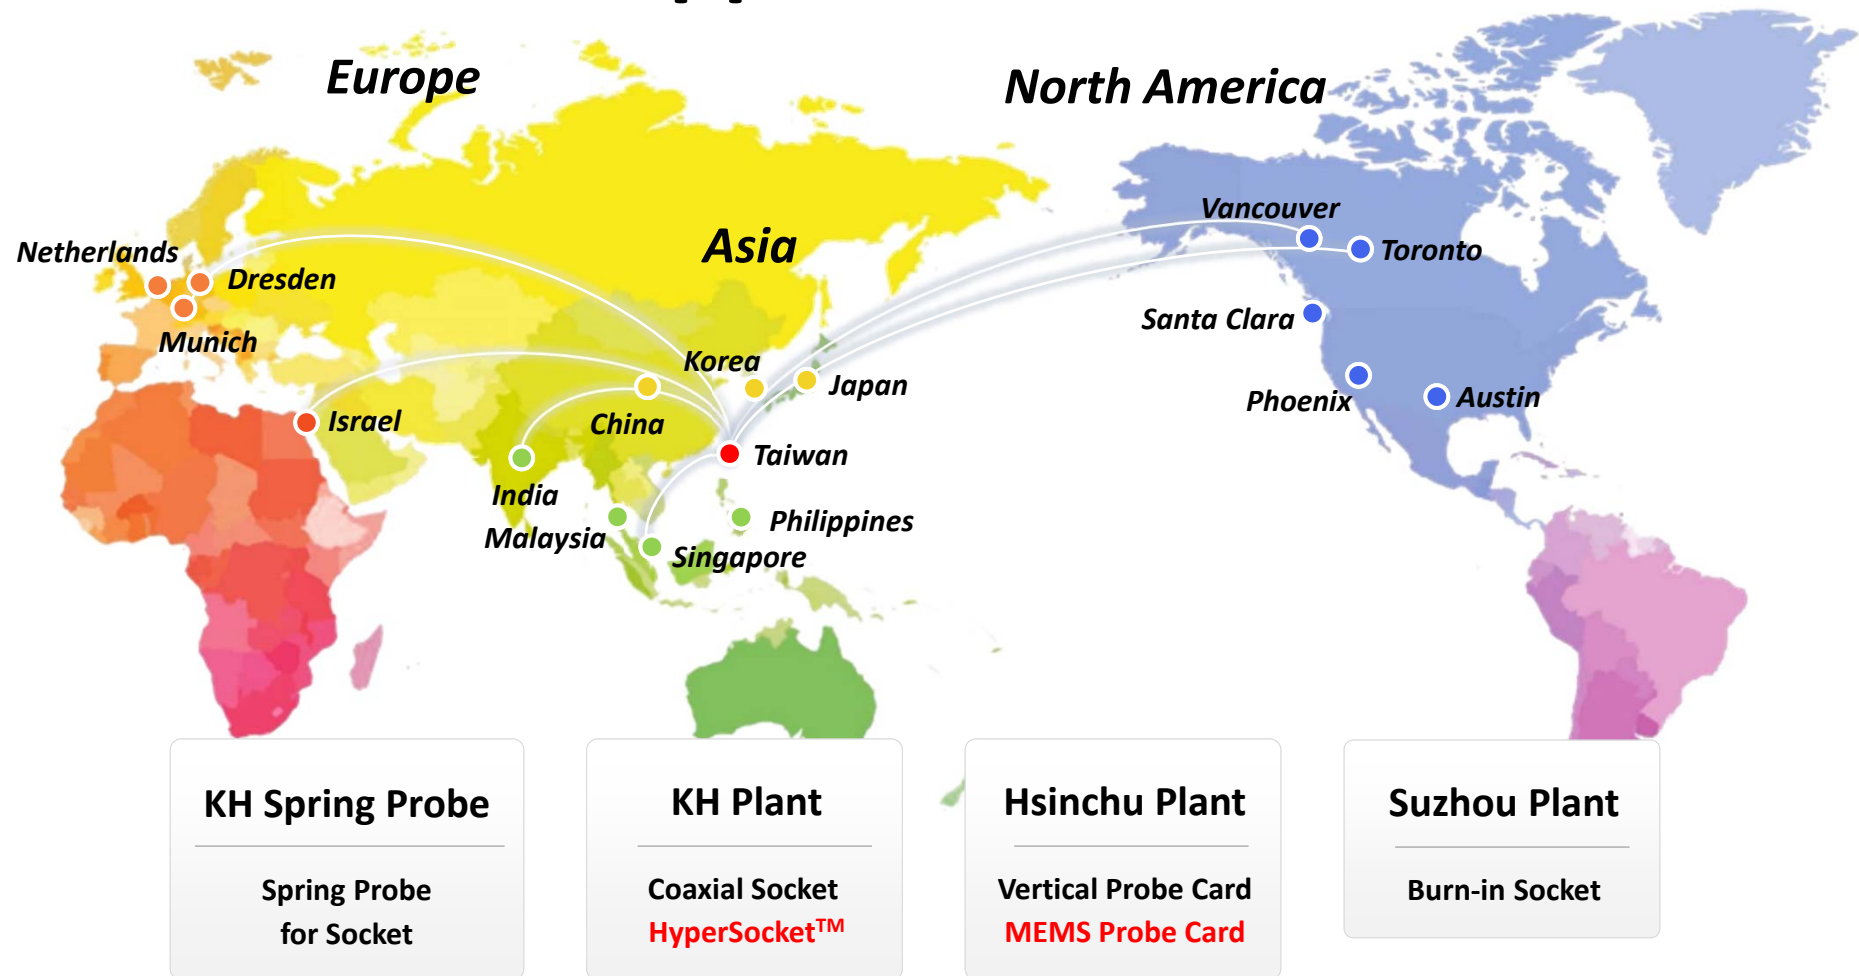 Europe
North America
Asia
Vancouver
Netherlands
Toronto
Dresden
Santa Clara
Munich
Korea
Japan
Phoenix
Austin
Israel
China
Taiwan
India
Philippines
Malaysia
Singapore
KH Spring Probe
Spring Probe
for Socket
KH Plant
Coaxial Socket
HyperSocket™
Hsinchu Plant
Vertical Probe Card
MEMS Probe Card
Suzhou Plant
Burn-in Socket